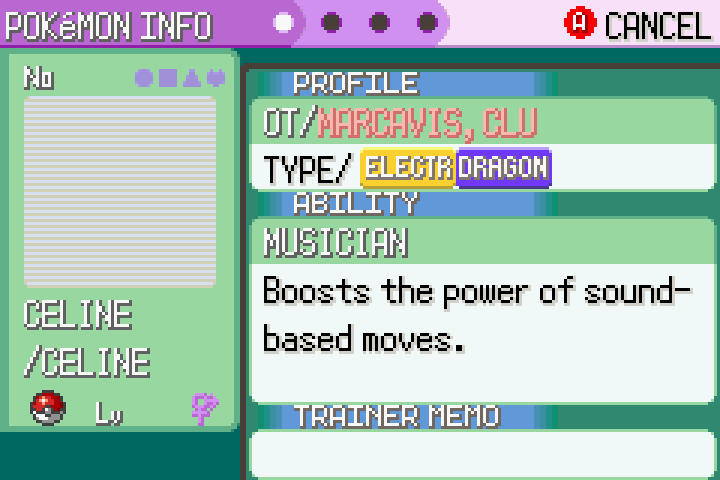 POKéMON INFO
A CANCEL
No
PROFILE
OT/MARCAVIS, CLU
TYPE/ ELECTR DRAGON
ABILITY
MUSICIAN
Boosts the power of sound-
based moves.
CELINE
/CELINE
Lv
TRAINER MEMO